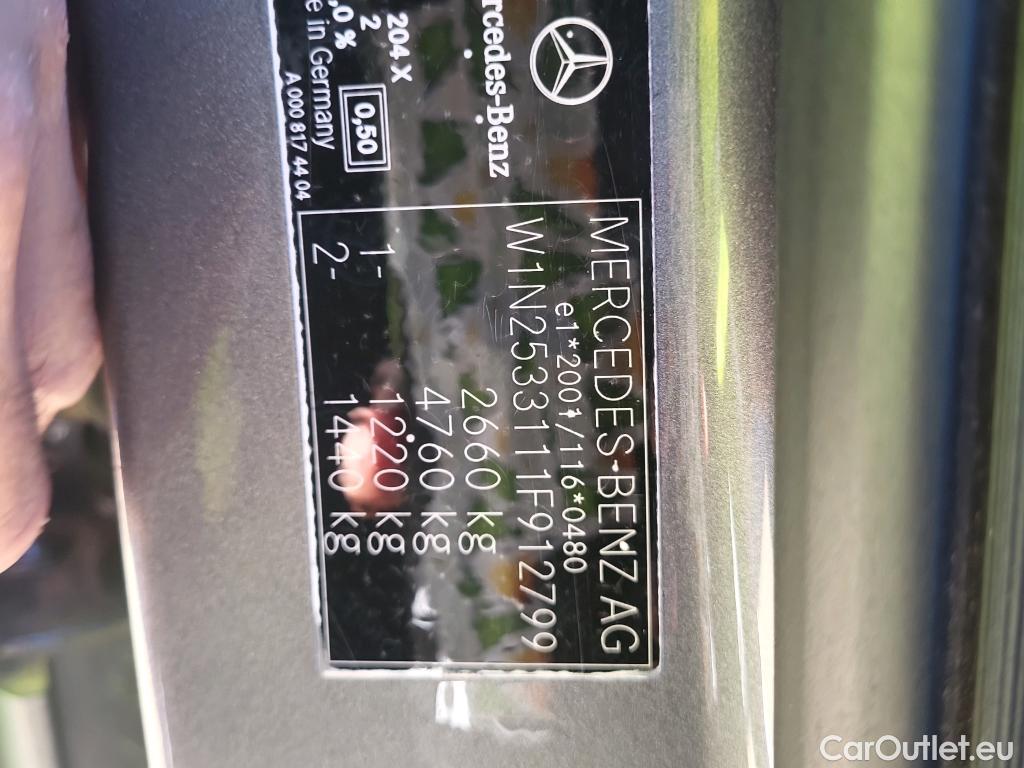 MERCEDES-BENZ AG
e1*2001/116*0480
W1N2533111F912799
2660 kg
4760 kg
1- 1220 kg
2- 1440 kg
Mercedes-Benz
204 X
2
,0 %
0,50
in Germany
A 000 817 44 04
CarOutlet.eu